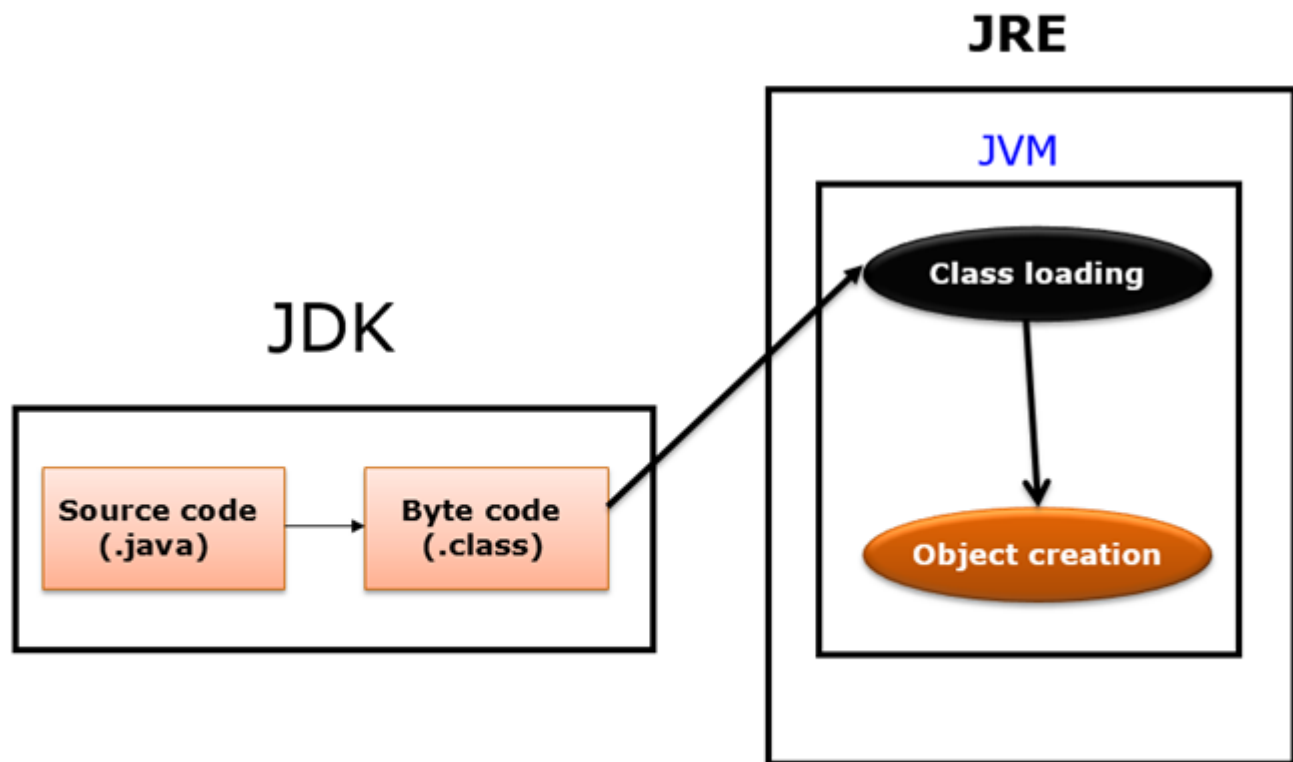 JRE
JVM
Class loading
JDK
Source code
(.java)
Byte code
(.class)
Object creation